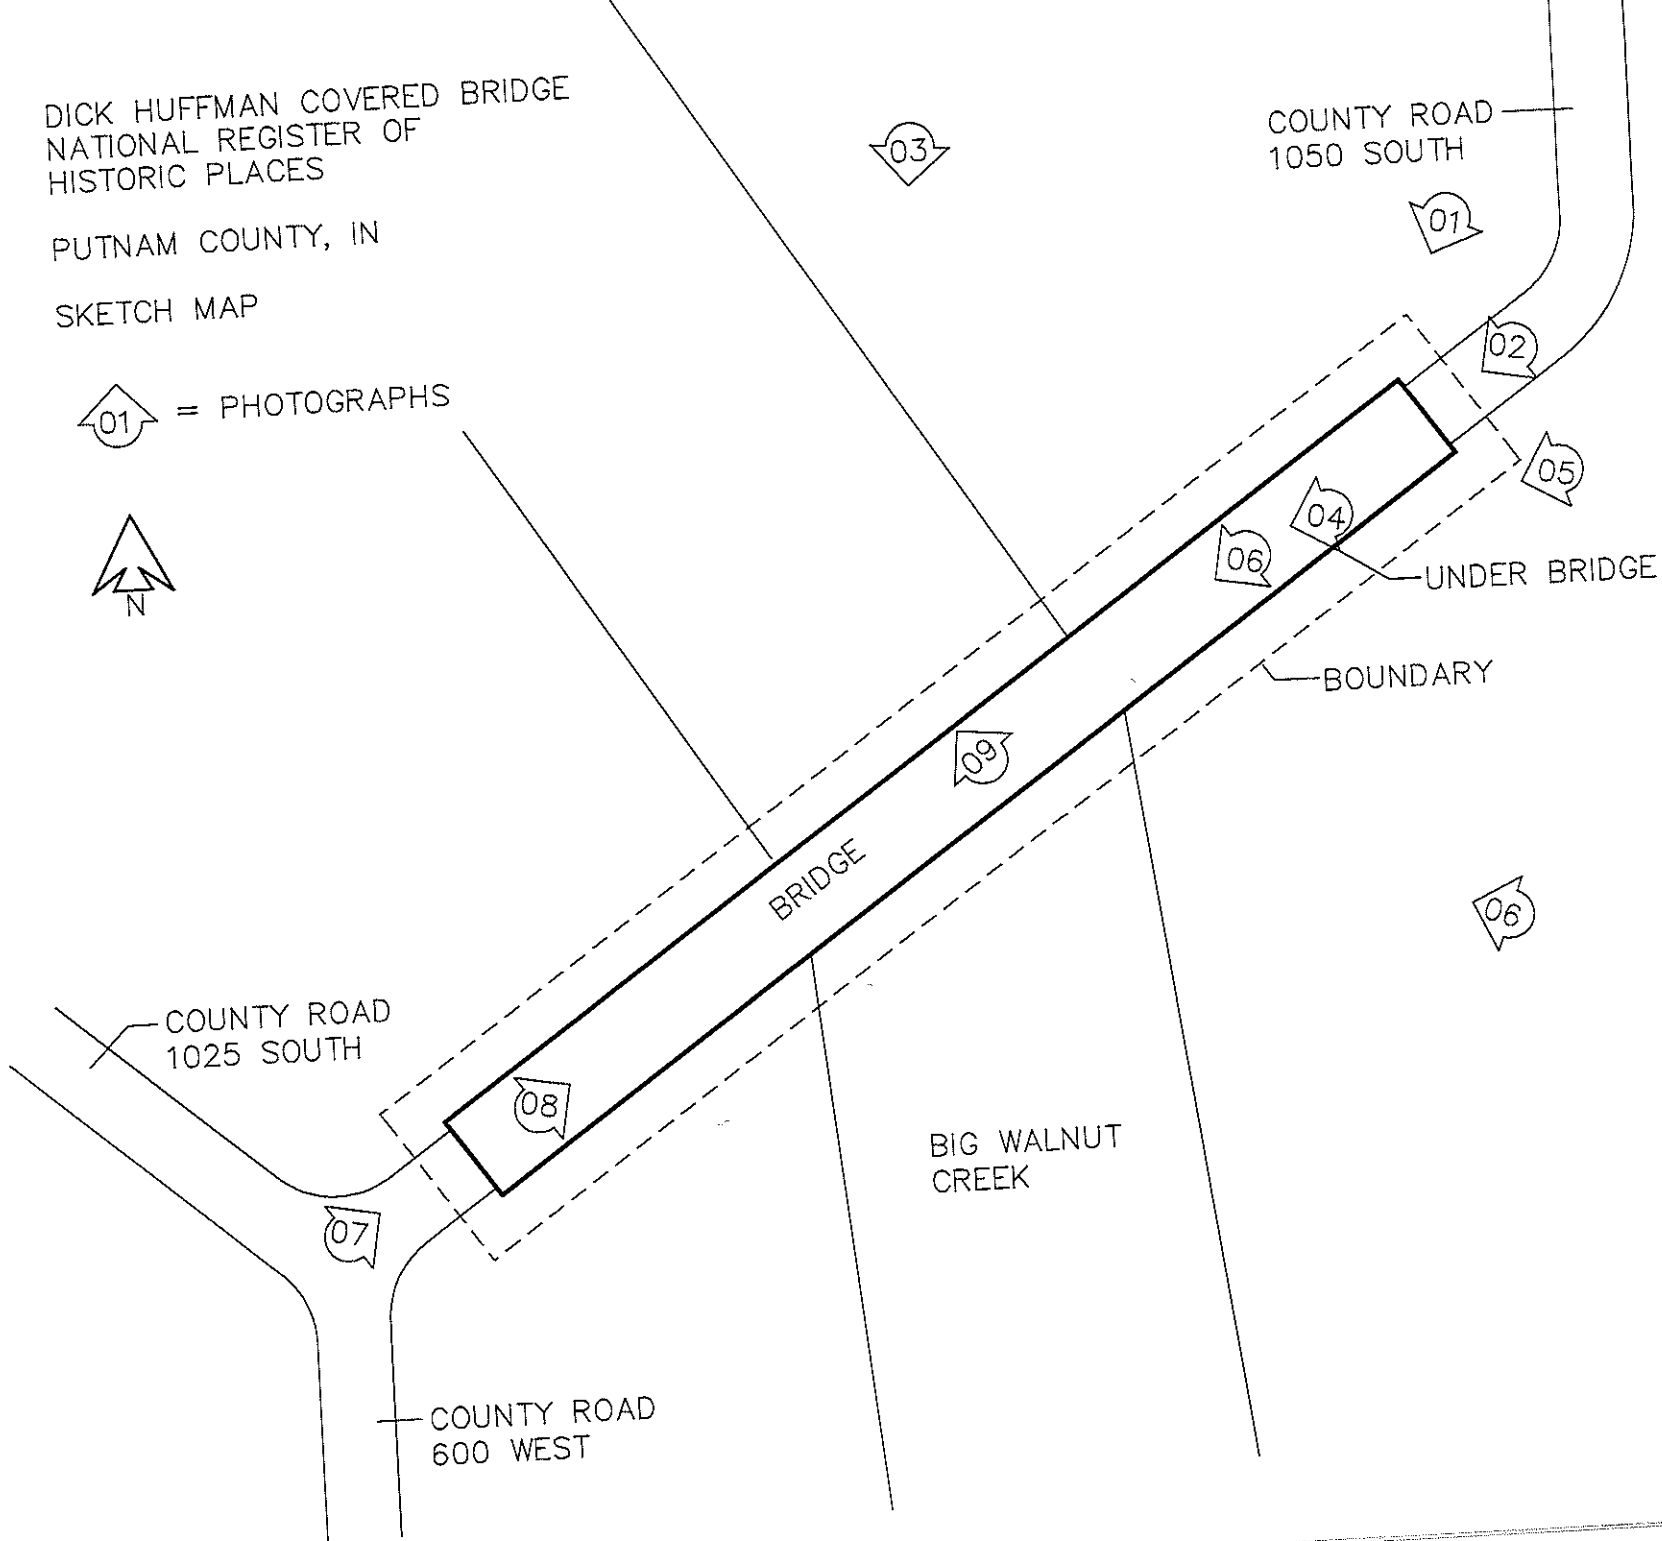 DICK HUFFMAN COVERED BRIDGE
NATIONAL REGISTER OF
HISTORIC PLACES
PUTNAM COUNTY, IN
SKETCH MAP
01 = PHOTOGRAPHS
N
03
COUNTY ROAD
1050 SOUTH
01
02
05
04
06
UNDER BRIDGE
BOUNDARY
09
BRIDGE
06
COUNTY ROAD
1025 SOUTH
08
BIG WALNUT
CREEK
07
COUNTY ROAD
600 WEST